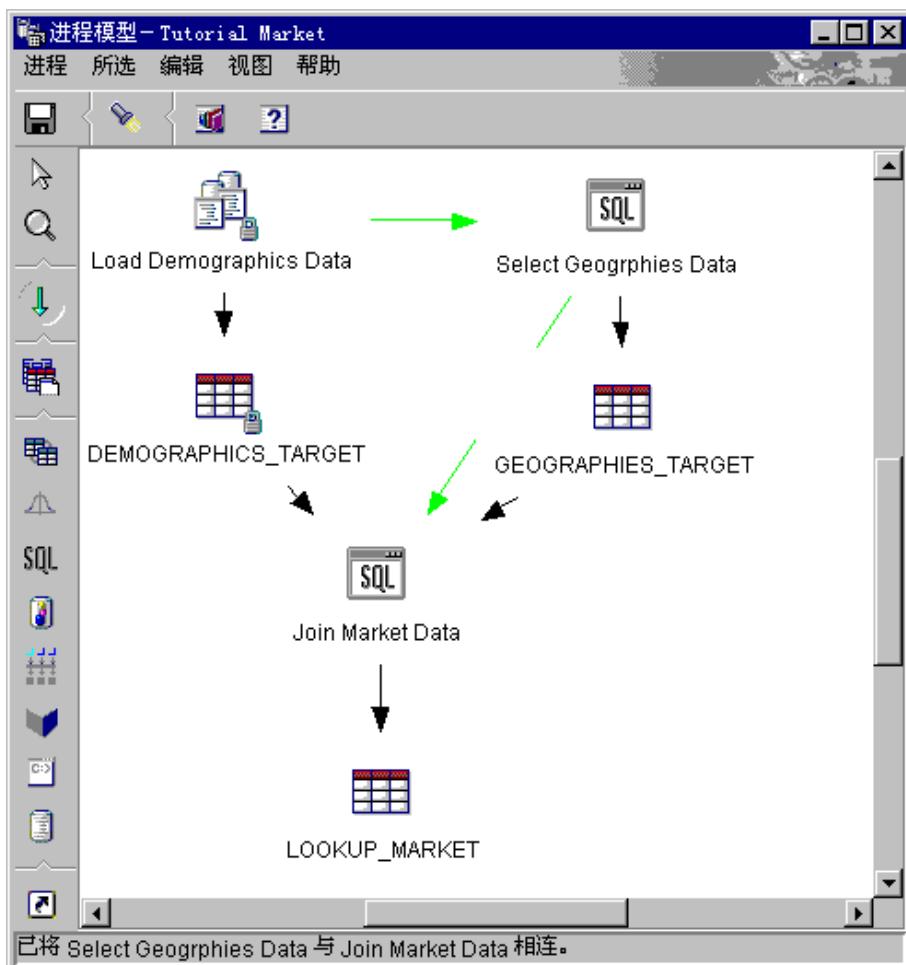 进程模型－Tutorial Market
进程 所选 编辑 视图 帮助
SQL
Load Demographics Data
Select Geogrphies Data
DEMOGRAPHICS_TARGET
GEOGRAPHIES_TARGET
SQL
SQL
Join Market Data
C:>
LOOKUP_MARKET
已将 Select Geogrphies Data 与 Join Market Data 相连。